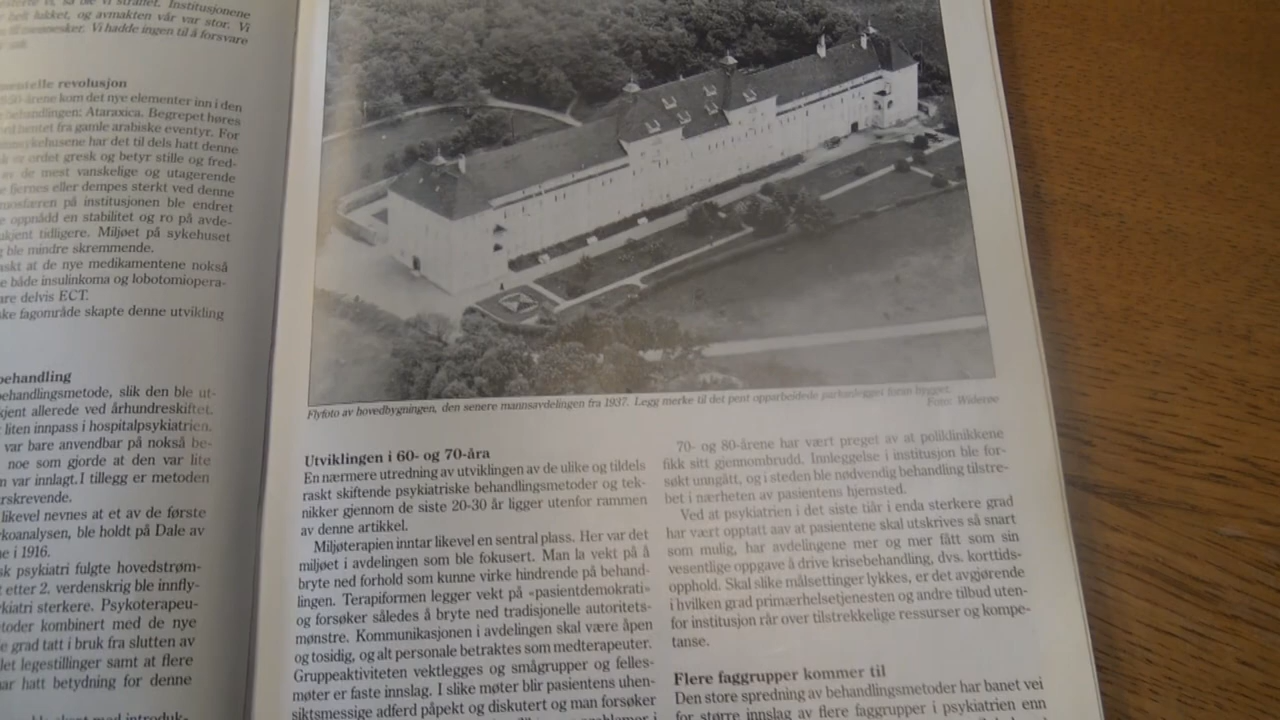 helt lukket, og avmakten vår var stor. Vi
mennesker. Vi hadde ingen til å forsvare
revolusjon
kom det nye elementer inn i den
behandlingen: Ataraxica. Begrepet høres
hentet fra gamle arabiske eventyr. For
har det til dels hatt denne
ordet gresk og betyr stille og fred-
av de mest vanskelige og utagerende
fjernes eller dempes sterkt ved denne
på institusjonen ble endret
oppnådd en stabilitet og ro på avde-
tidligere. Miljøet på sykehuset
ble mindre skremmende.
at de nye medikamentene nokså
både insulinkoma og lobotomiopera-
delvis ECT.
fagområde skapte denne utvikling
behandling
behandlingsmetode, slik den ble ut-
allerede ved århundreskiftet.
liten innpass i hospitalpsykiatrien.
var bare anvendbar på nokså be-
noe som gjorde at den var lite
var innlagt. I tillegg er metoden
likevel nevnes at et av de første
ble holdt på Dale av
i 1916.
psykiatri fulgte hovedstrøm-
etter 2. verdenskrig ble innfly-
sterkere. Psykoterapeu-
kombinert med de nye
grad tatt i bruk fra slutten av
legestillinger samt at flere
hatt betydning for denne
Flyfoto av hovedbygningen, den senere mannsavdelingen fra 1937. Legg merke til det pent opparbeidede parkanlegget foran bygget.
Foto: Widerøe
Utviklingen i 60- og 70-åra
En nærmere utredning av utviklingen av de ulike og tildels
raskt skiftende psykiatriske behandlingsmetoder og tek-
nikker gjennom de siste 20-30 år ligger utenfor rammen
av denne artikkel.
Miljøterapien inntar likevel en sentral plass. Her var det
miljøet i avdelingen som ble fokusert. Man la vekt på å
bryte ned forhold som kunne virke hindrende på behand-
lingen. Terapiformen legger vekt på «pasientdemokrati»
og forsøker således å bryte ned tradisjonelle autoritets-
mønstre. Kommunikasjonen i avdelingen skal være åpen
og tosidig, og alt personale betraktes som medterapeuter.
Gruppeaktiviteten vektlegges og smågrupper og felles-
møter er faste innslag. I slike møter blir pasientens uhen-
siktsmessige adferd påpekt og diskutert og man forsøker
70- og 80-årene har vært preget av at poliklinikkene
fikk sitt gjennombrudd. Innleggelse i institusjon ble for-
søkt unngått, og i steden ble nødvendig behandling tilstre-
bet i nærheten av pasientens hjemsted.
Ved at psykiatrien i det siste tiår i enda sterkere grad
har vært opptatt aav at pasientene skal utskrives så snart
som mulig, har avdelingene mer og mer fått som sin
vesentlige oppgave å drive krisebehandling, dvs. korttids-
opphold. Skal slike målsettinger lykkes, er det avgjørende
i hvilken grad primærhelsetjenesten og andre tilbud uten-
for institusjon rår over tilstrekkelige ressurser og kompe-
tanse.
Flere faggrupper kommer til
Den store spredning av behandlingsmetoder har banet vei
for større innslag av flere faggrupper i psykiatrien enn